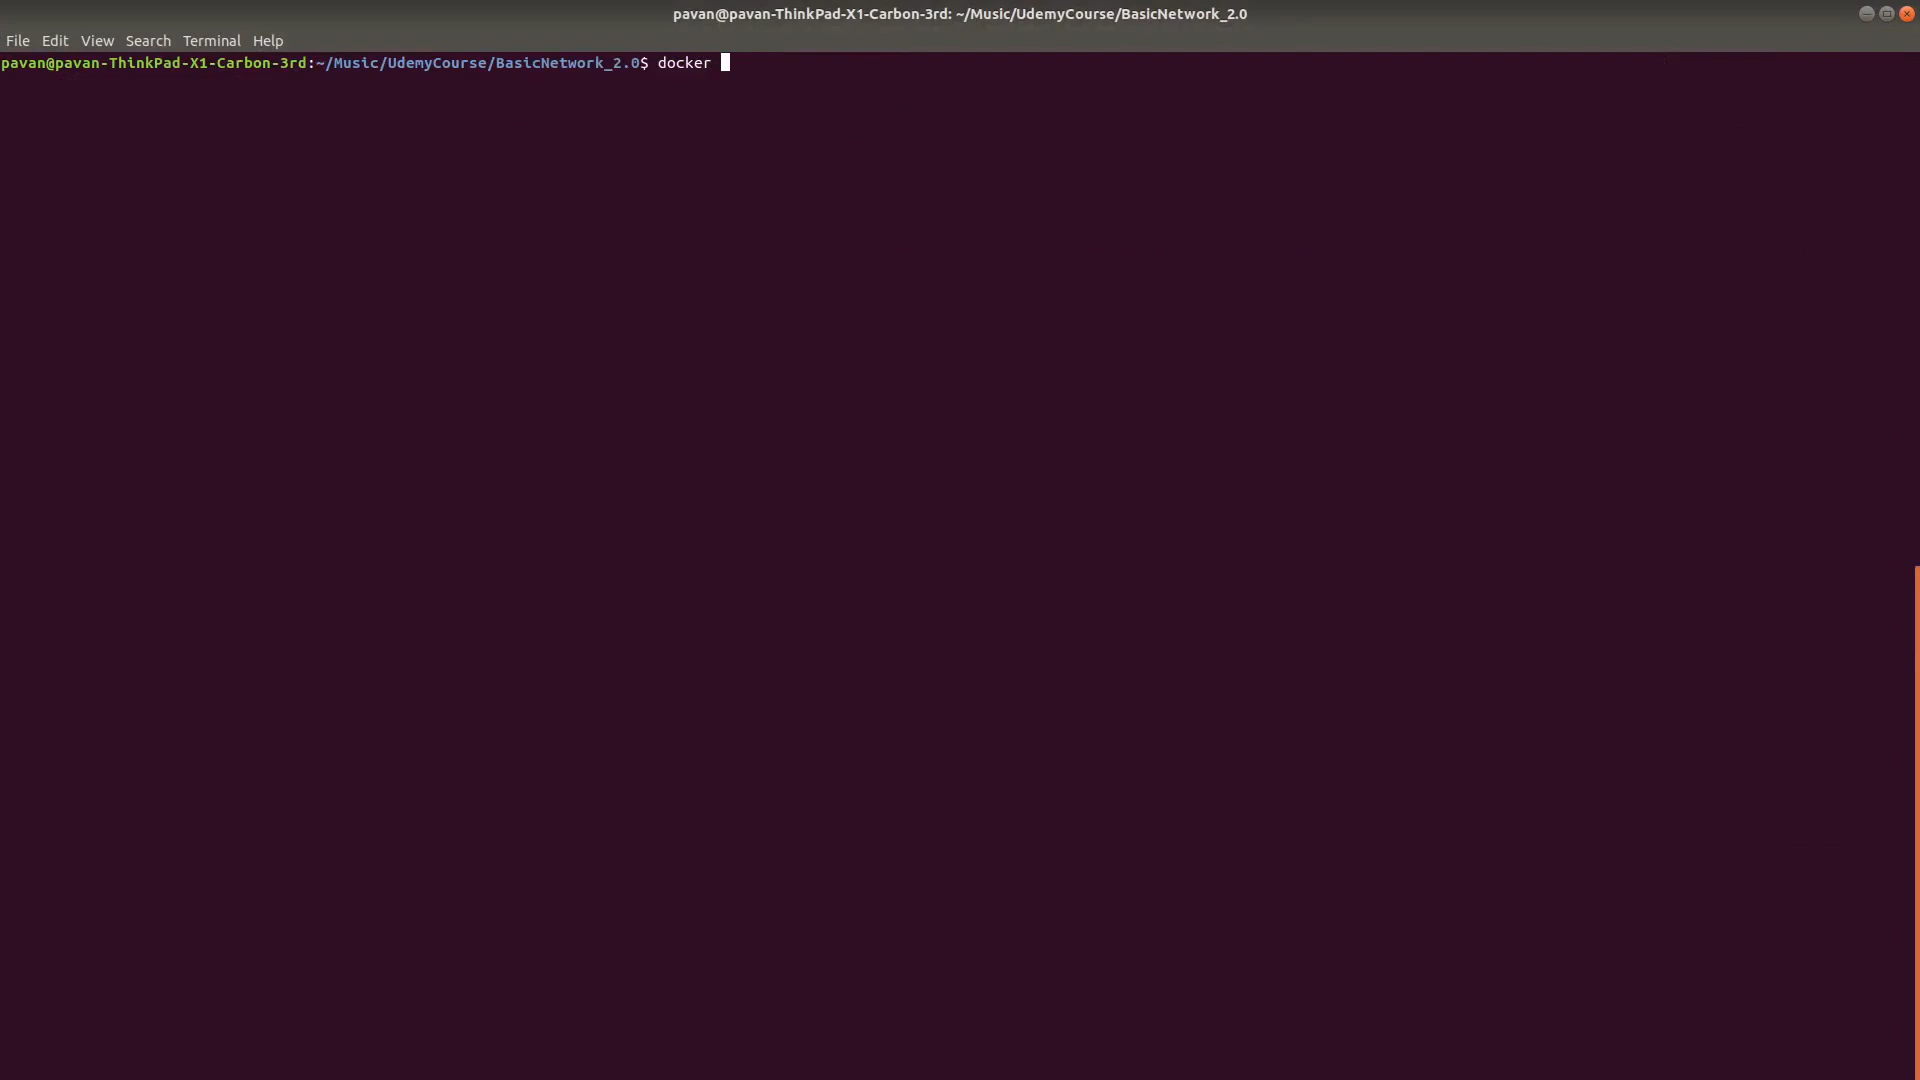 pavan@pavan-ThinkPad-X1-Carbon-3rd: ~/Music/UdemyCourse/BasicNetwork_2.0
File Edit View Search Terminal Help
pavan@pavan-ThinkPad-X1-Carbon-3rd:~/Music/UdemyCourse/BasicNetwork_2.0$ docker